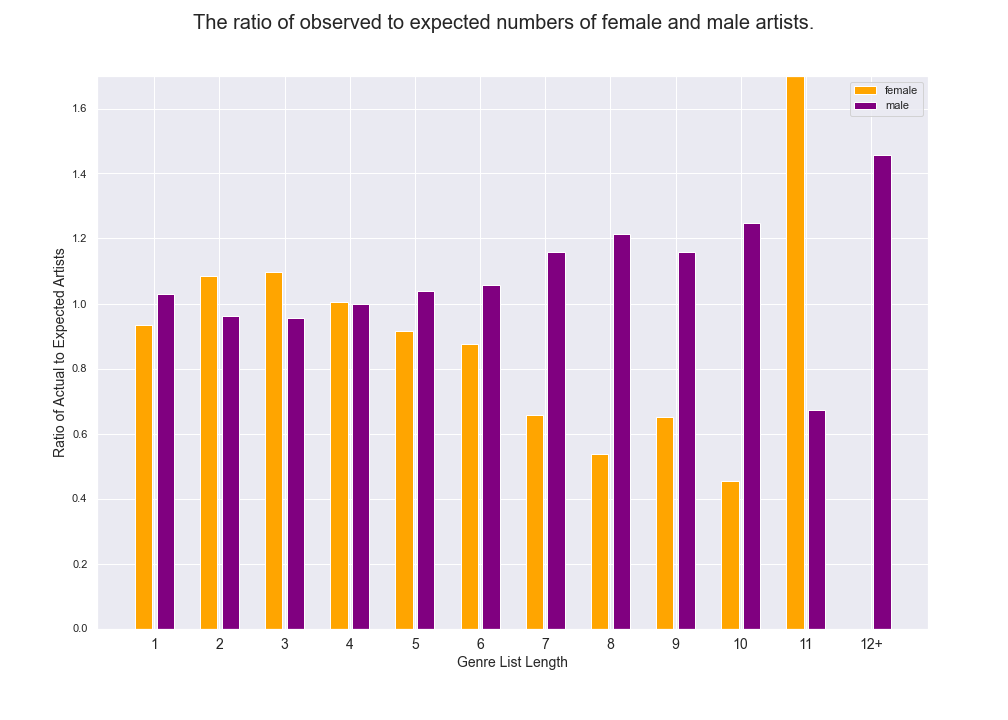 The ratio of observed to expected numbers of female and male artists.
female
male
1.6
1.4
1.2
1.0
0.8
0.6
0.4
0.2
0.0
Ratio of Actual to Expected Artists
1 2 3 4 5 6 7 8 9 10 11 12+
Genre List Length